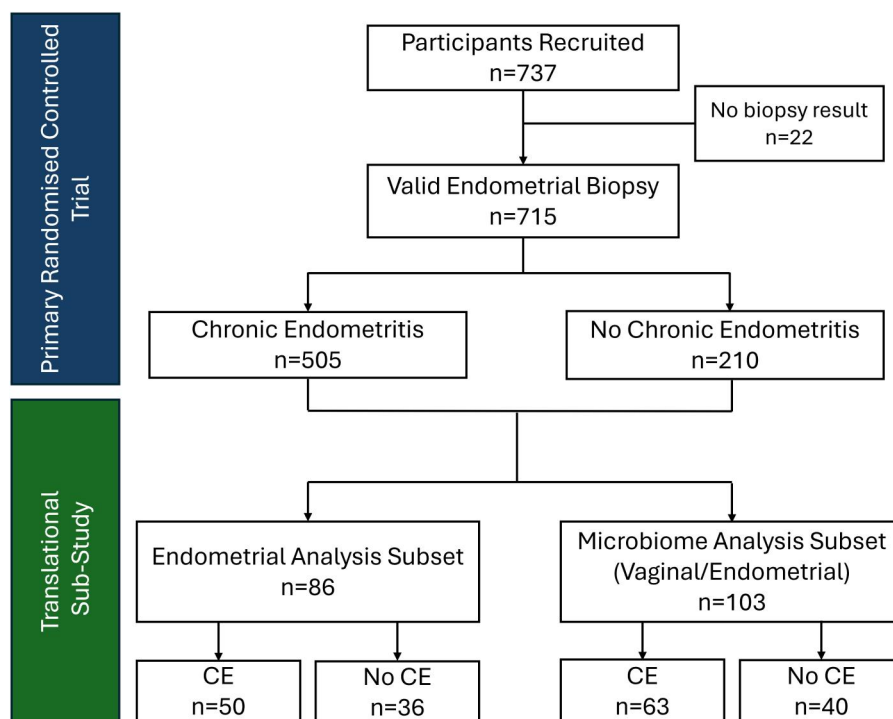 Primary Randomised Controlled
Trial
Participants Recruited
n=737
No biopsy result
n=22
Valid Endometrial Biopsy
n=715
Chronic Endometritis
n=505
No Chronic Endometritis
n=210
Translational
Sub-Study
Endometrial Analysis Subset
n=86
Microbiome Analysis Subset
(Vaginal/Endometrial)
n=103
CE
n=50
No CE
n=36
CE
n=63
No CE
n=40